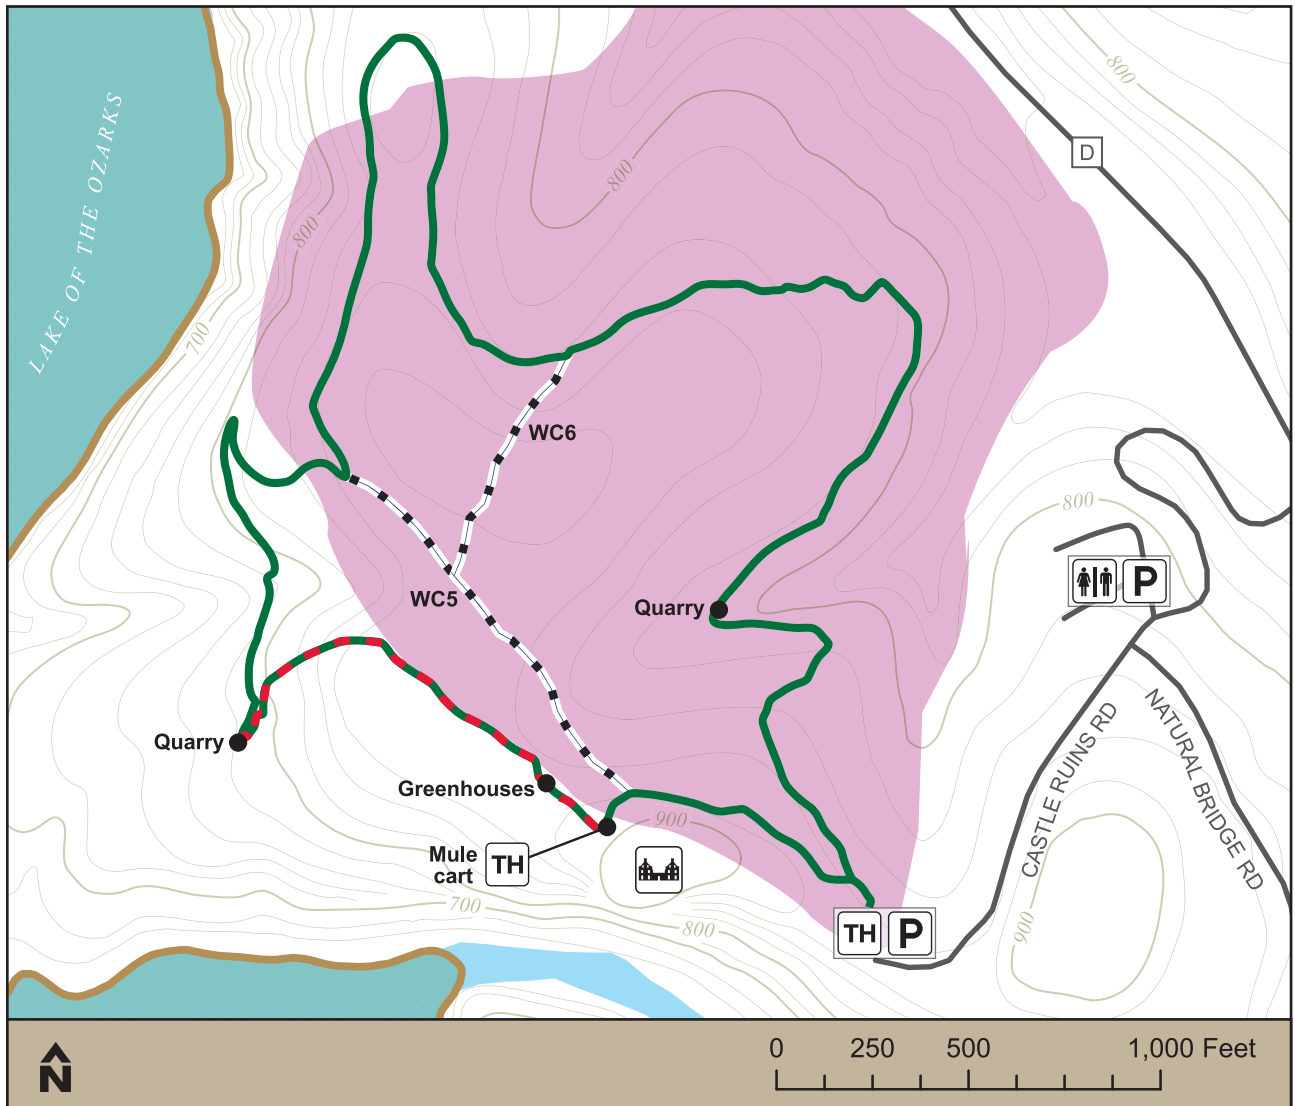 LAKE OF THE OZARKS
800
D
800
800
700
WC6
800
WC5
P
Quarry
CASTLE RUINS RD
NATURAL BRIDGE RD
Quarry
Greenhouses
900
Mule
cart
TH
700
800
900
TH P
N
0 250 500 1,000 Feet